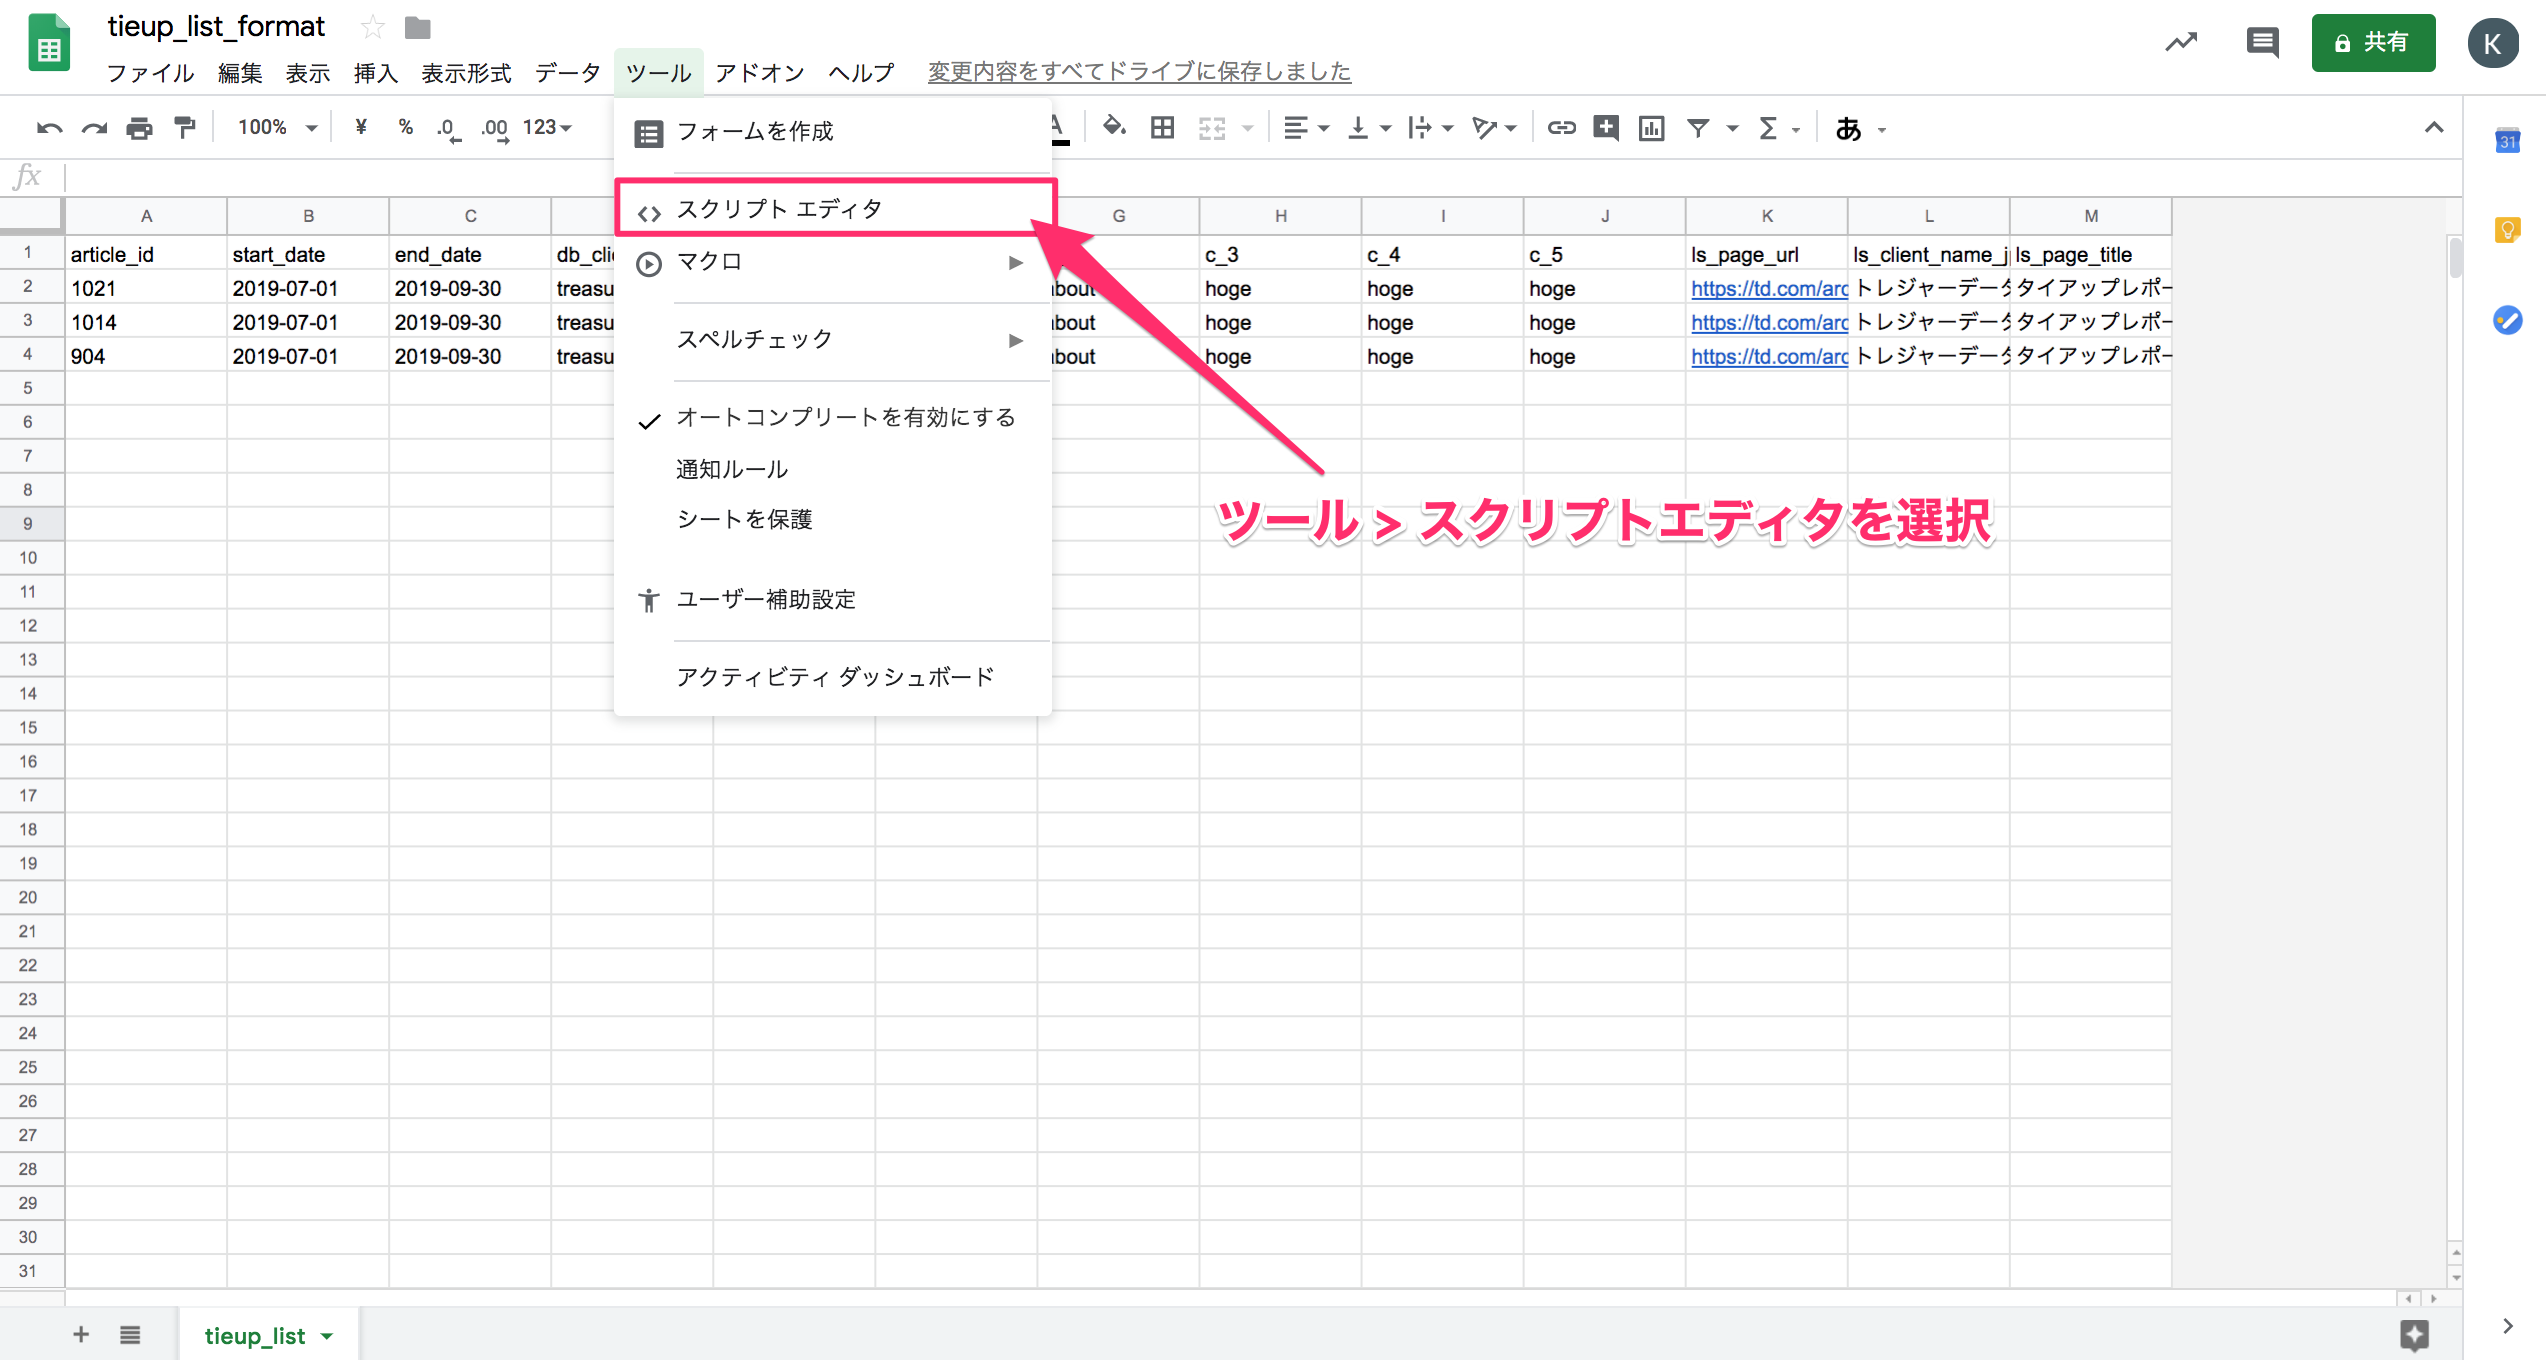 tieup_list_format
ファイル 編集 表示 挿入 表示形式 データ ツール アドオン ヘルプ 変更内容をすべてドライブに保存しました
共有
K
100% ¥ % .0 .00 123 A Σ あ
31
fx
フォームを作成
スクリプト エディタ
マクロ
スペルチェック
オートコンプリートを有効にする
通知ルール
シートを保護
ユーザー補助設定
アクティビティ ダッシュボード
ツール > スクリプトエディタを選択
A B C G H I J K L M
1 article_id start_date end_date db_cli c_3 c_4 c_5 ls_page_url ls_client_name_j ls_page_title
2 1021 2019-07-01 2019-09-30 treasu bout hoge hoge hoge https://td.com/arc トレジャーデータ タイアップレポー
3 1014 2019-07-01 2019-09-30 treasu bout hoge hoge hoge https://td.com/arc トレジャーデータ タイアップレポー
4 904 2019-07-01 2019-09-30 treasu about hoge hoge hoge https://td.com/arc トレジャーデータ タイアップレポー
5
6
7
8
9
10
11
12
13
14
15
16
17
18
19
20
21
22
23
24
25
26
27
28
29
30
31
tieup_list